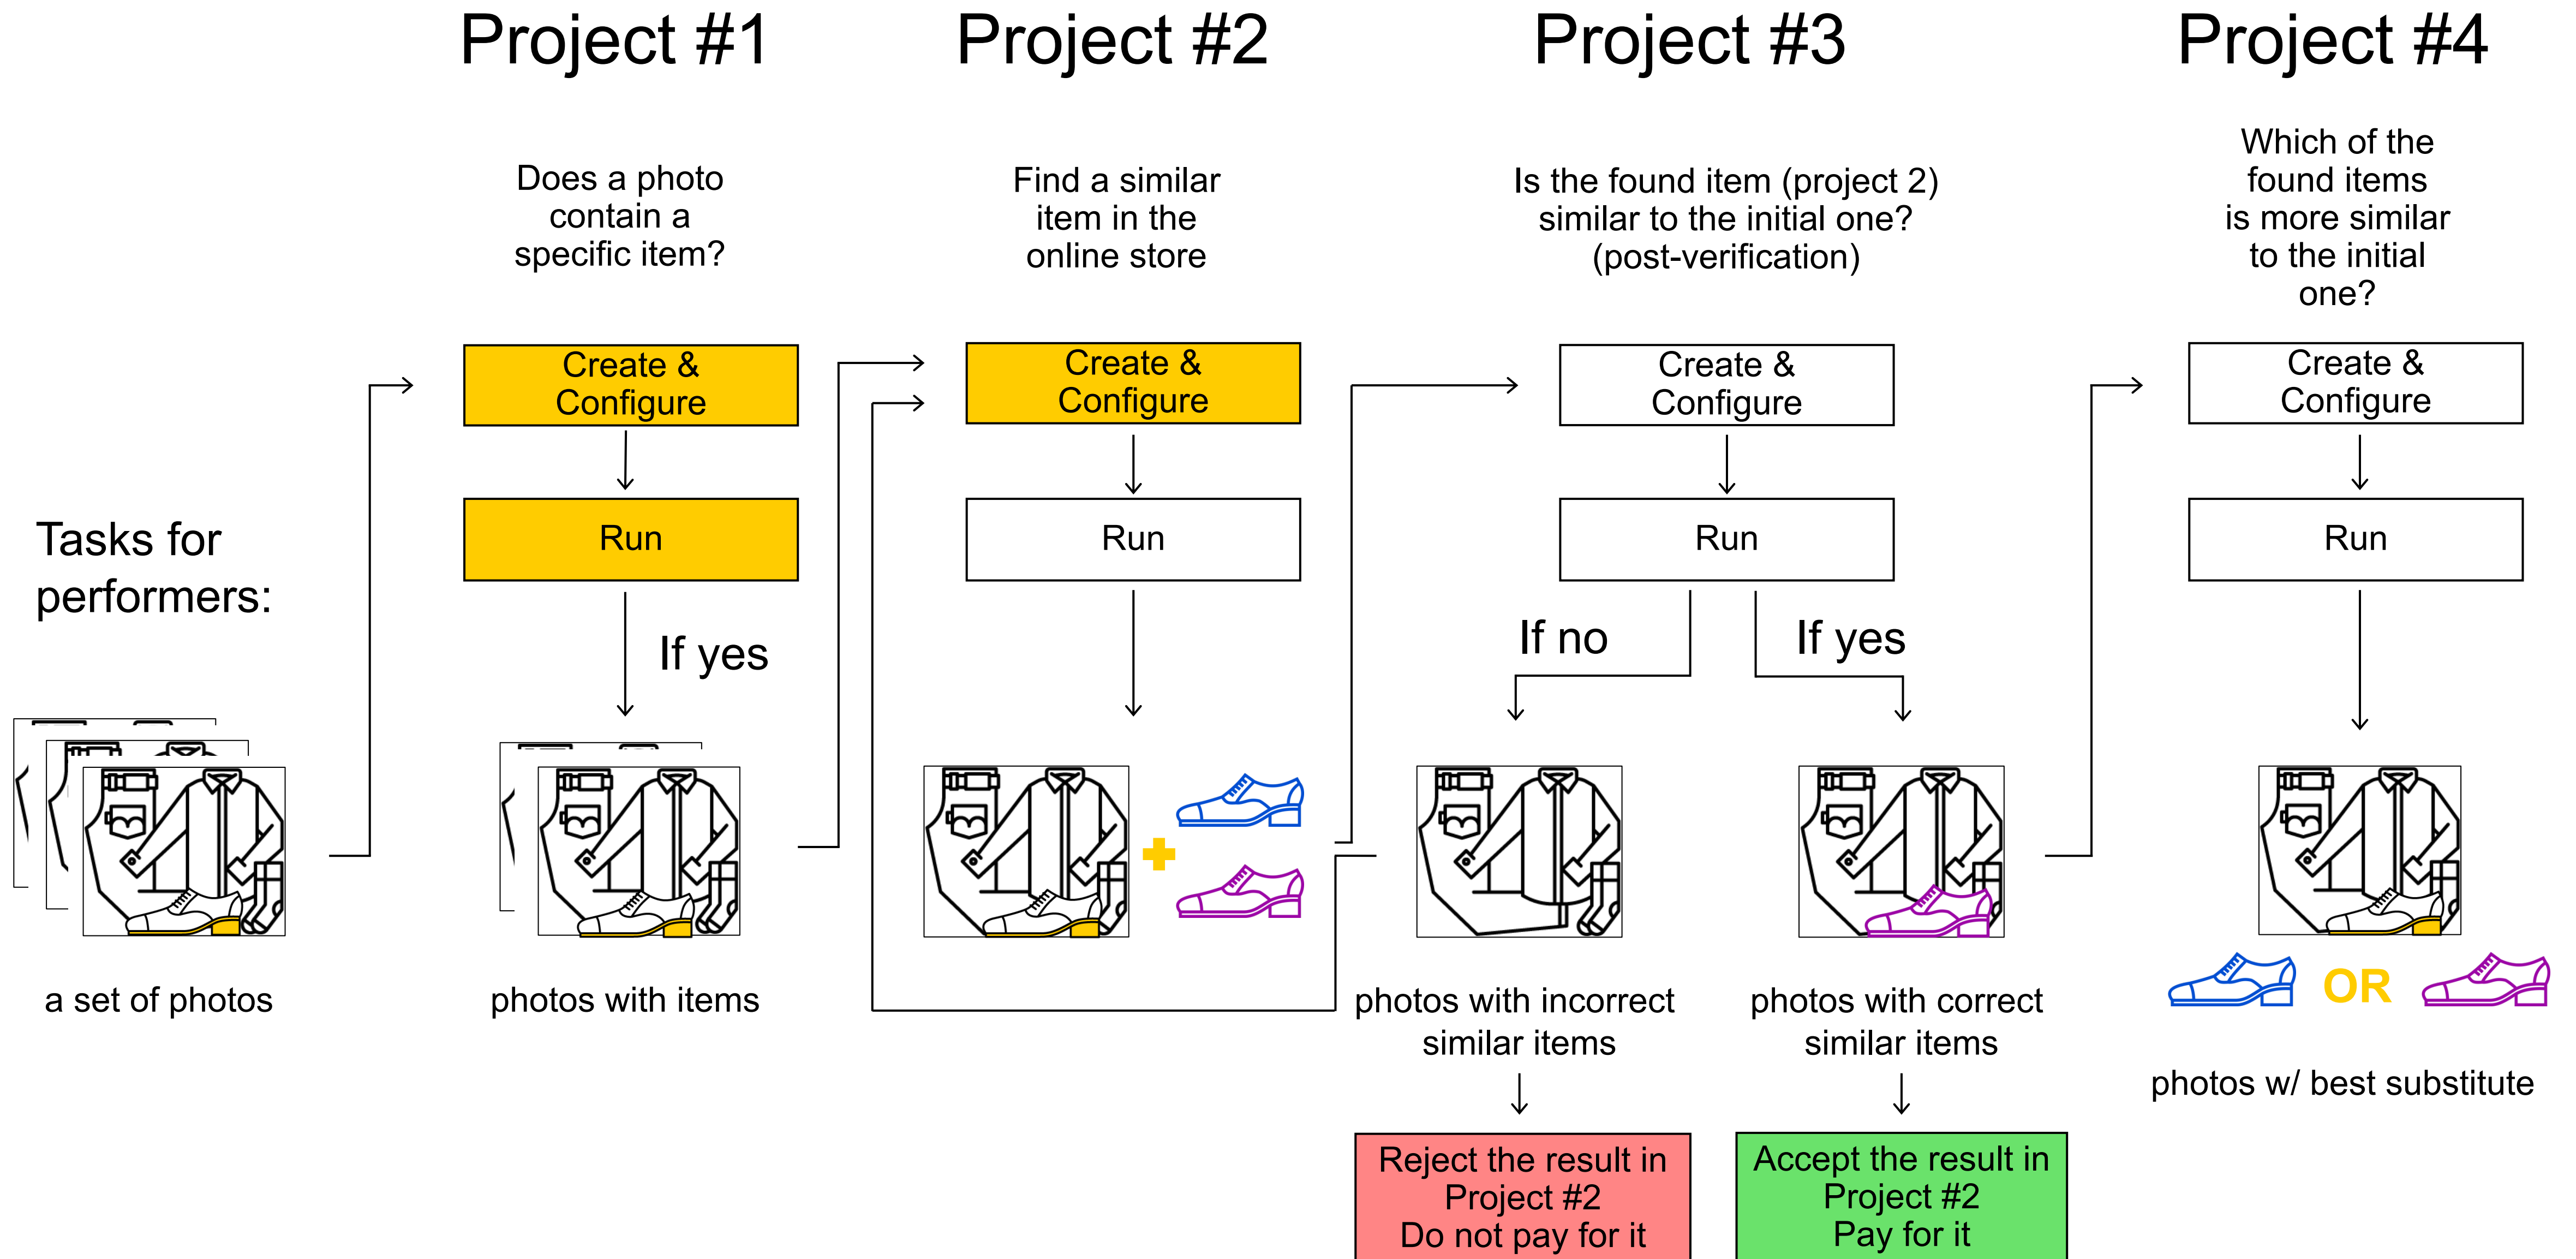 Project #1
Project #2
Project #3
Project #4
Does a photo
contain a
specific item?
Find a similar
item in the
online store
Is the found item (project 2)
similar to the initial one?
(post-verification)
Which of the
found items
is more similar
to the initial
one?
Create &
Configure
Create &
Configure
Create &
Configure
Create &
Configure
Run
Run
Run
Run
Tasks for
performers:
If yes
If no
If yes
a set of photos
photos with items
photos with incorrect
similar items
photos with correct
similar items
OR
photos w/ best substitute
Reject the result in
Project #2
Do not pay for it
Accept the result in
Project #2
Pay for it